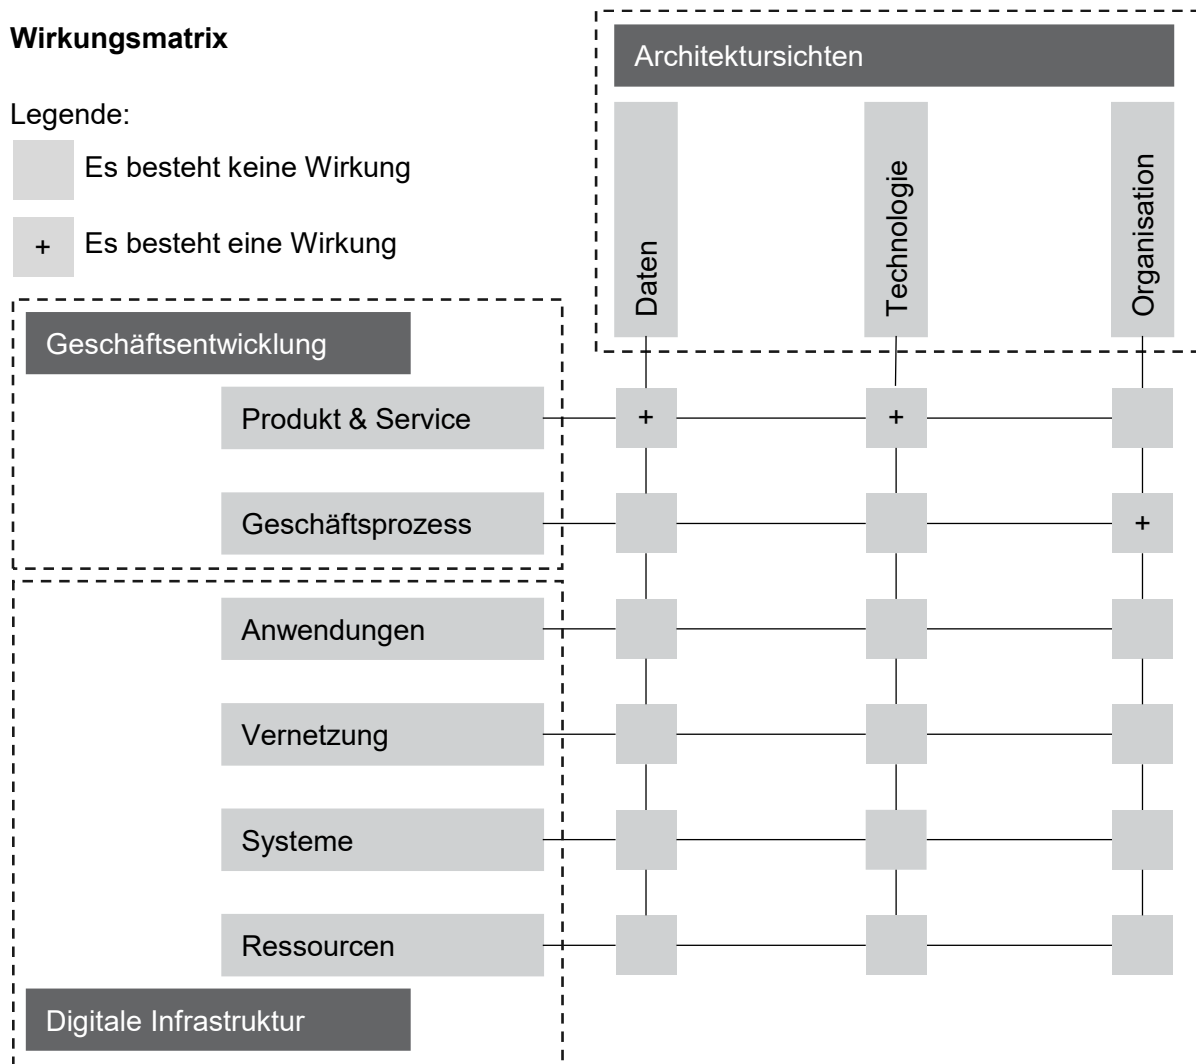 Wirkungsmatrix
Legende:
Es besteht keine Wirkung
+ Es besteht eine Wirkung
Architektursichten
Daten
Technologie
Organisation
Geschäftsentwicklung
Produkt & Service + +
Geschäftsprozess +
Anwendungen
Vernetzung
Systeme
Ressourcen
Digitale Infrastruktur